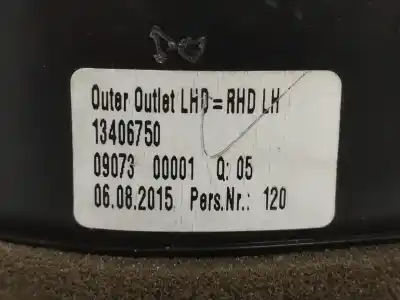 Outer Outlet LHD=RHD LH
13406750
09073 00001 Q: 05
06.08.2015 Pers.Nr.: 120